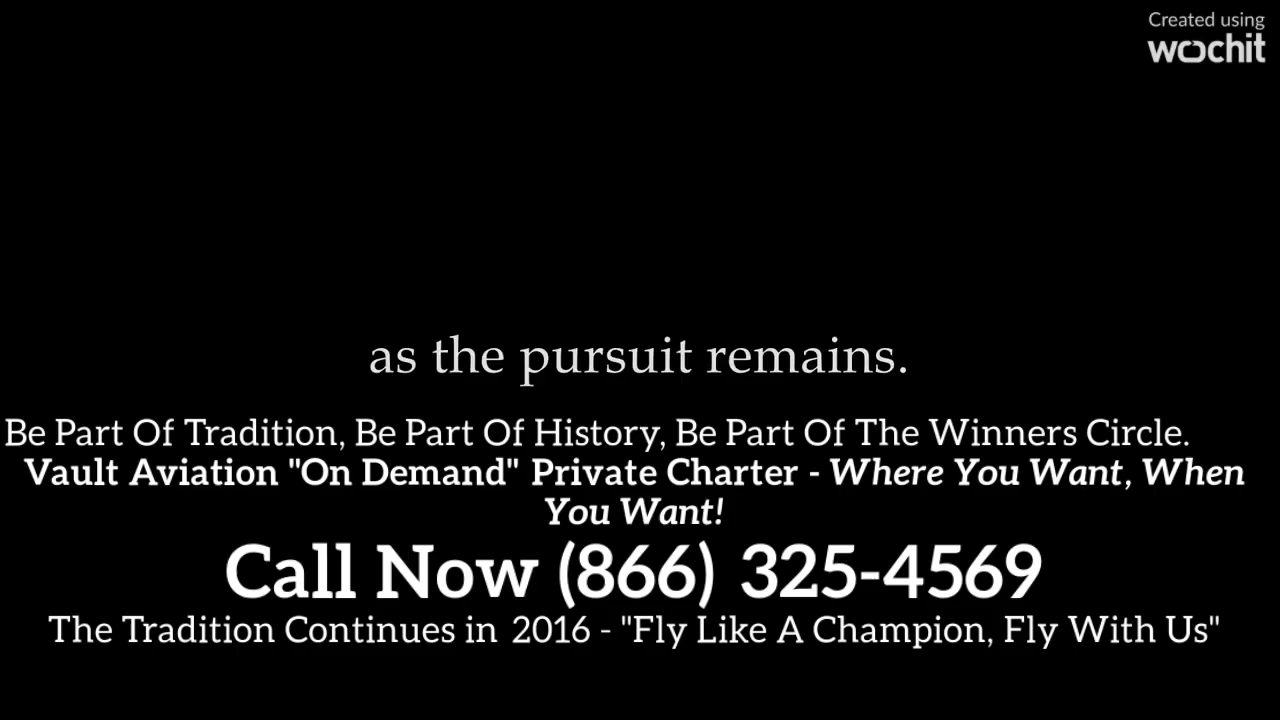 Created using
woochit
as the pursuit remains.
Be Part Of Tradition, Be Part Of History, Be Part Of The Winners Circle.
Vault Aviation "On Demand" Private Charter - Where You Want, When
You Want!
Call Now (866) 325-4569
The Tradition Continues in 2016 - "Fly Like A Champion, Fly With Us"